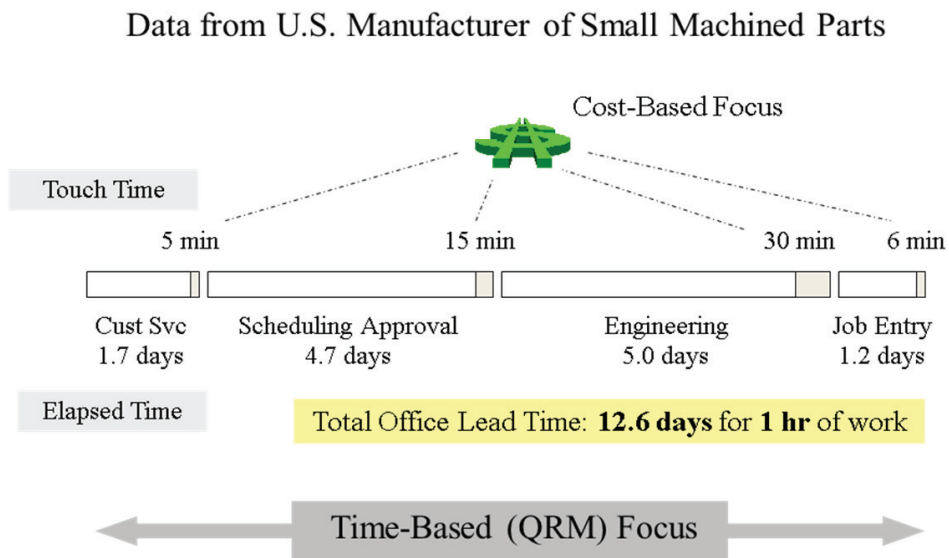 Data from U.S. Manufacturer of Small Machined Parts
Cost-Based Focus
Touch Time
5 min
15 min
30 min
6 min
Cust Svc
1.7 days
Scheduling Approval
4.7 days
Engineering
5.0 days
Job Entry
1.2 days
Elapsed Time
Total Office Lead Time: 12.6 days for 1 hr of work
Time-Based (QRM) Focus